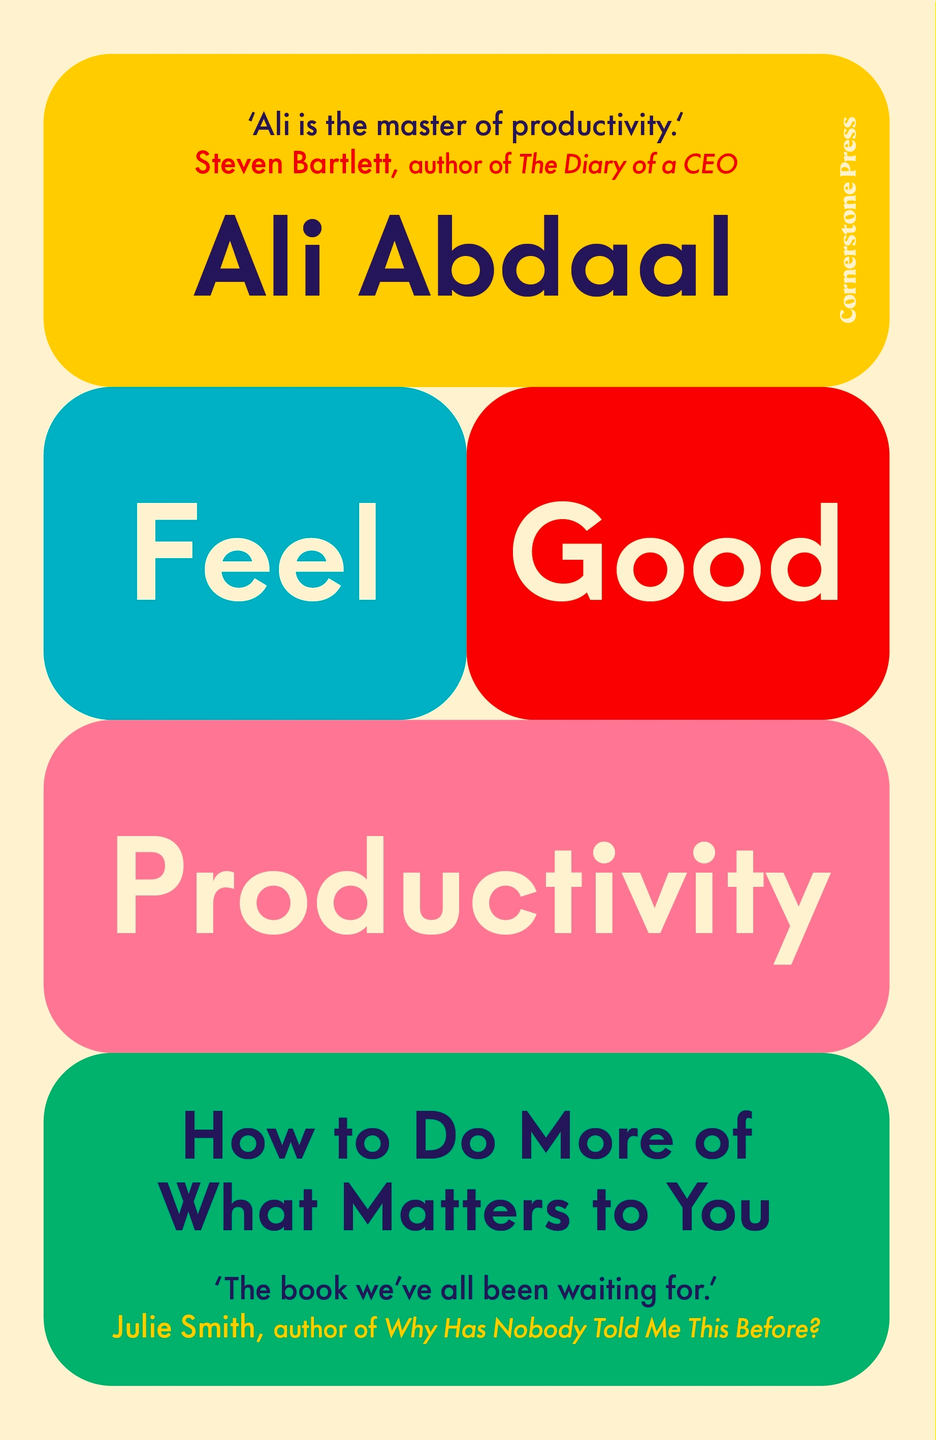 ‘Ali is the master of productivity.‘
Steven Bartlett, author of The Diary of a CEO
Ali Abdaal
Cornerstone Press
Feel
Good
Productivity
How to Do More of
What Matters to You
‘The book we’ve all been waiting for.’
Julie Smith, author of Why Has Nobody Told Me This Before?